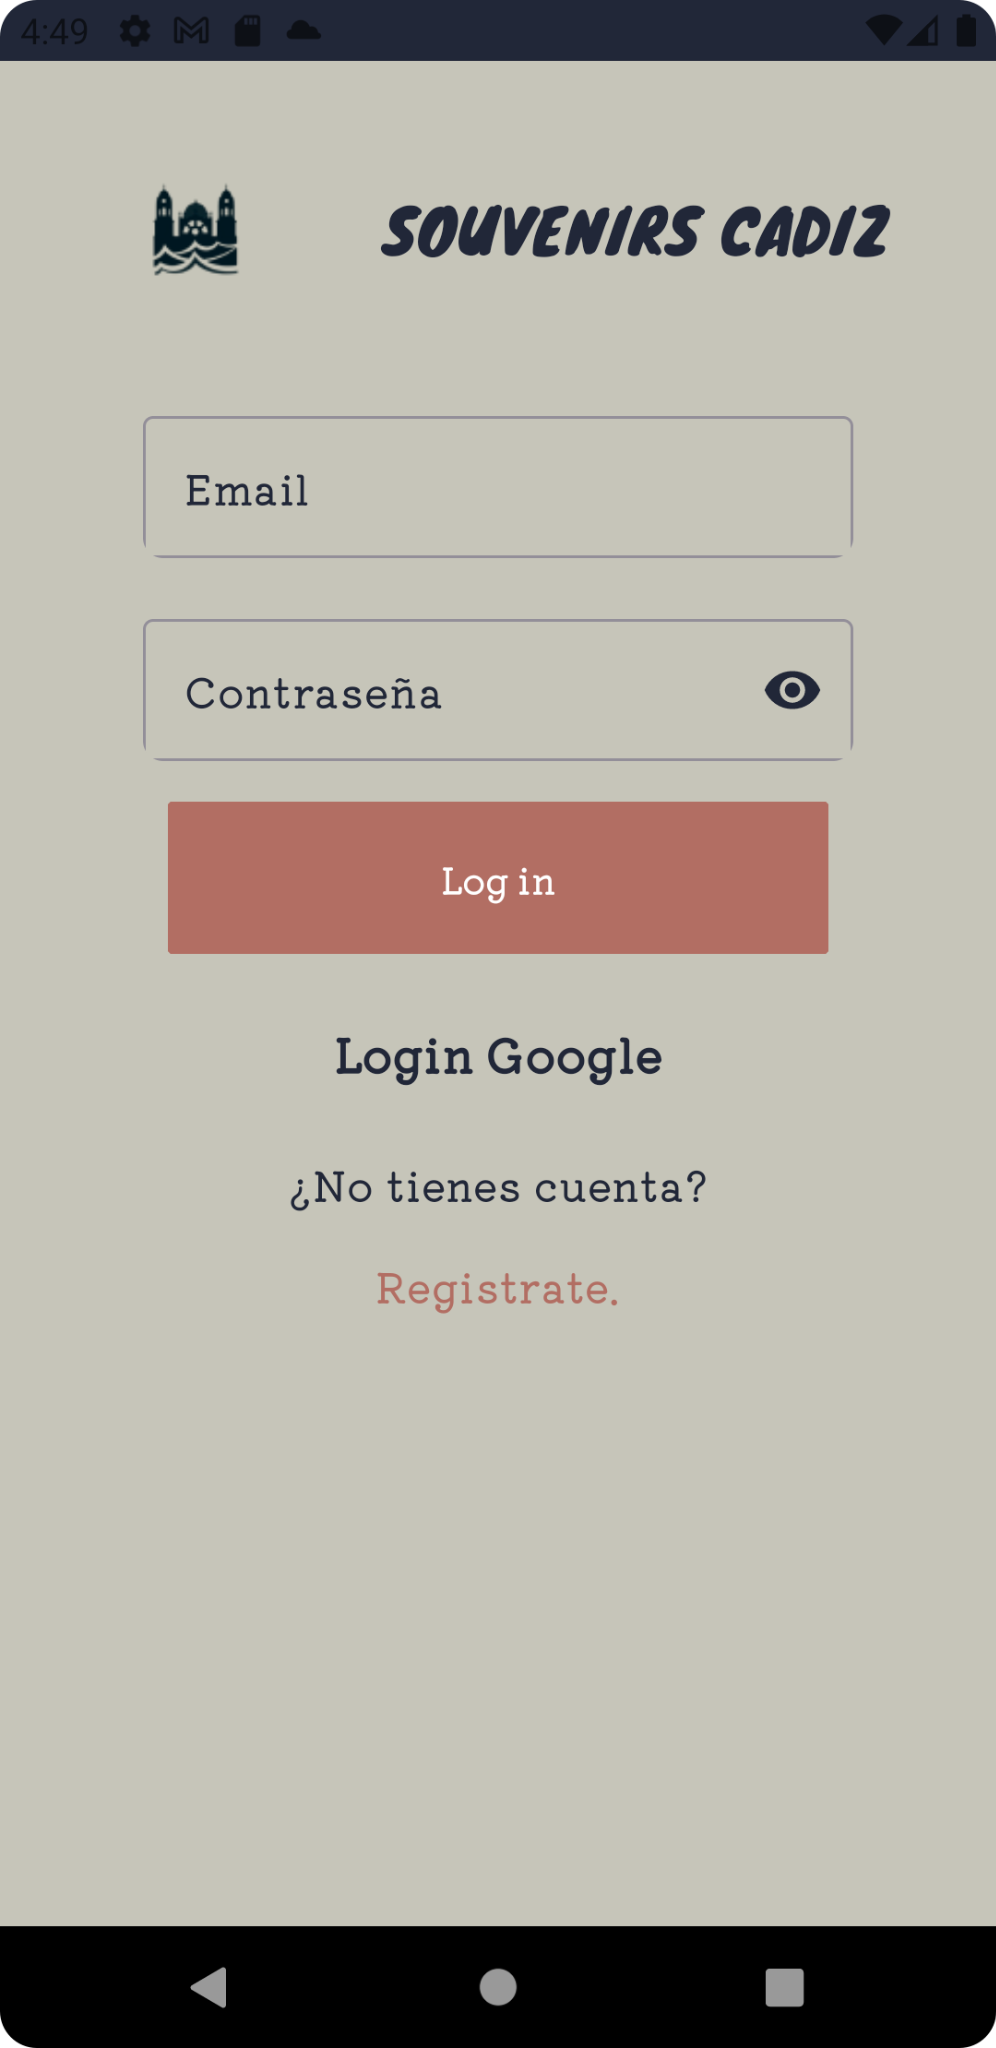 4:49
SOUVENIRS CADIZ
Email
Contraseña
Log in
Login Google
¿No tienes cuenta?
Registrate.